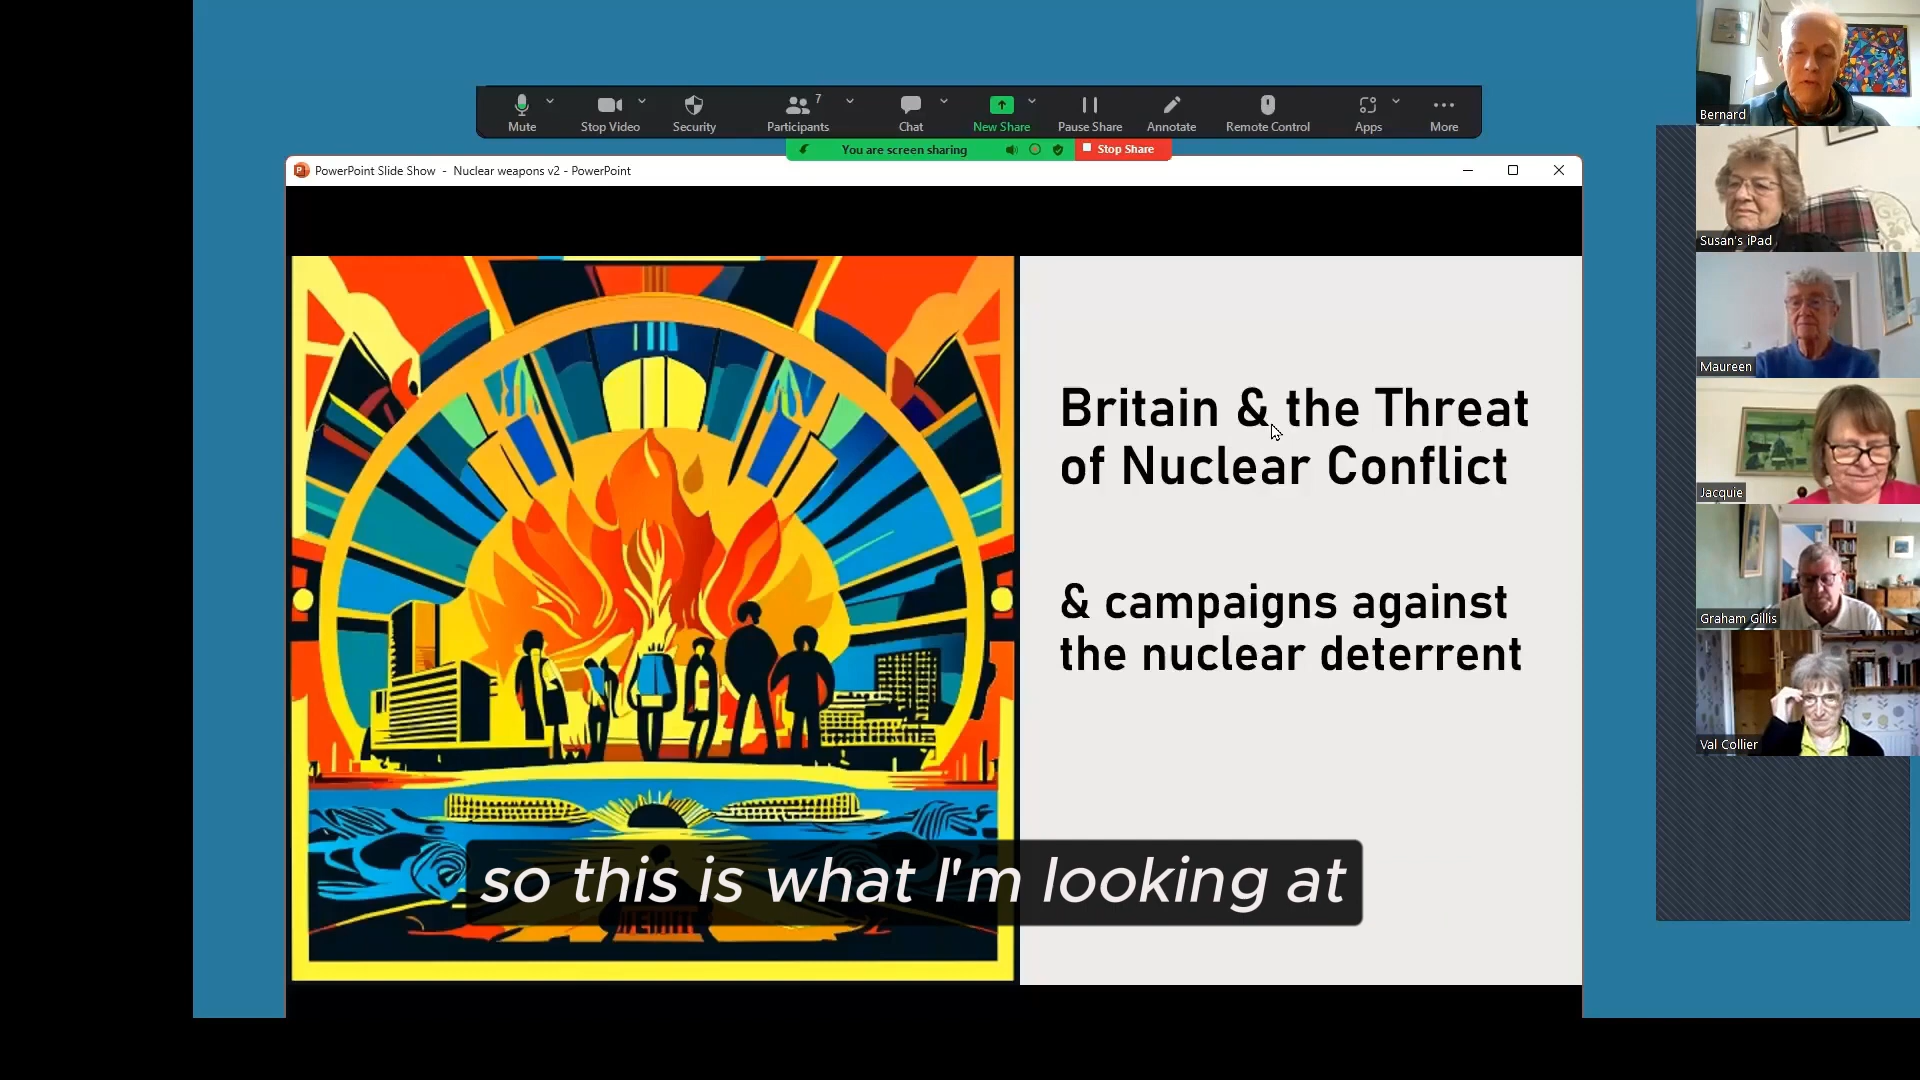 Mute
Stop Video
Security
Participants
7
Chat
New Share
Pause Share
Annotate
Remote Control
Apps
More
You are screen sharing
Stop Share
PowerPoint Slide Show - Nuclear weapons v2 - PowerPoint
Britain & the Threat
of Nuclear Conflict
& campaigns against
the nuclear deterrent
so this is what I'm looking at
Bernard
Susan's iPad
Maureen
Jacquie
Graham Gillis
Val Collier